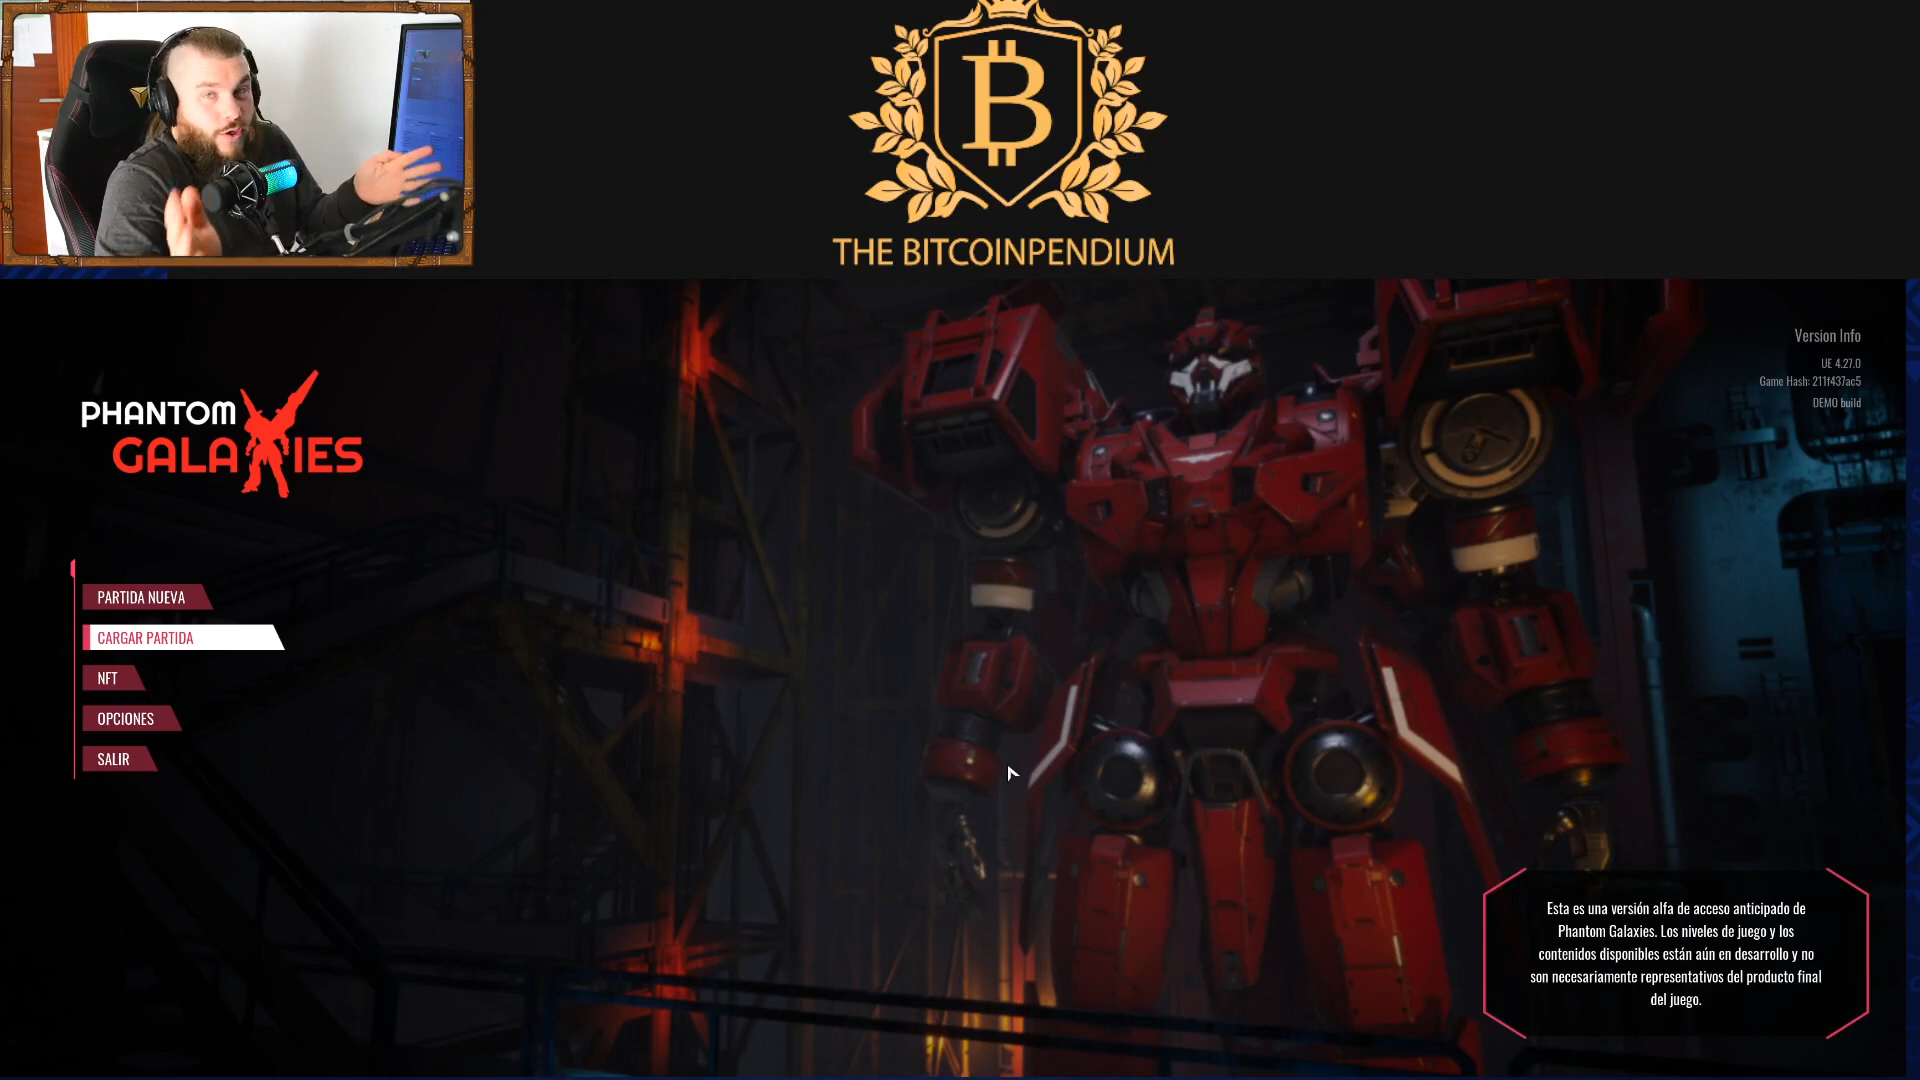 B
THE BITCOINPENDIUM
Version Info
UE 4.27.0
Game Hash: 211f437ac5
DEMO build
PHANTOM
GALAXIES
PARTIDA NUEVA
CARGAR PARTIDA
NFT
OPCIONES
SALIR
Esta es una versión alfa de acceso anticipado de
Phantom Galaxies. Los niveles de juego y los
contenidos disponibles están aún en desarrollo y no
son necesariamente representativos del producto final
del juego.